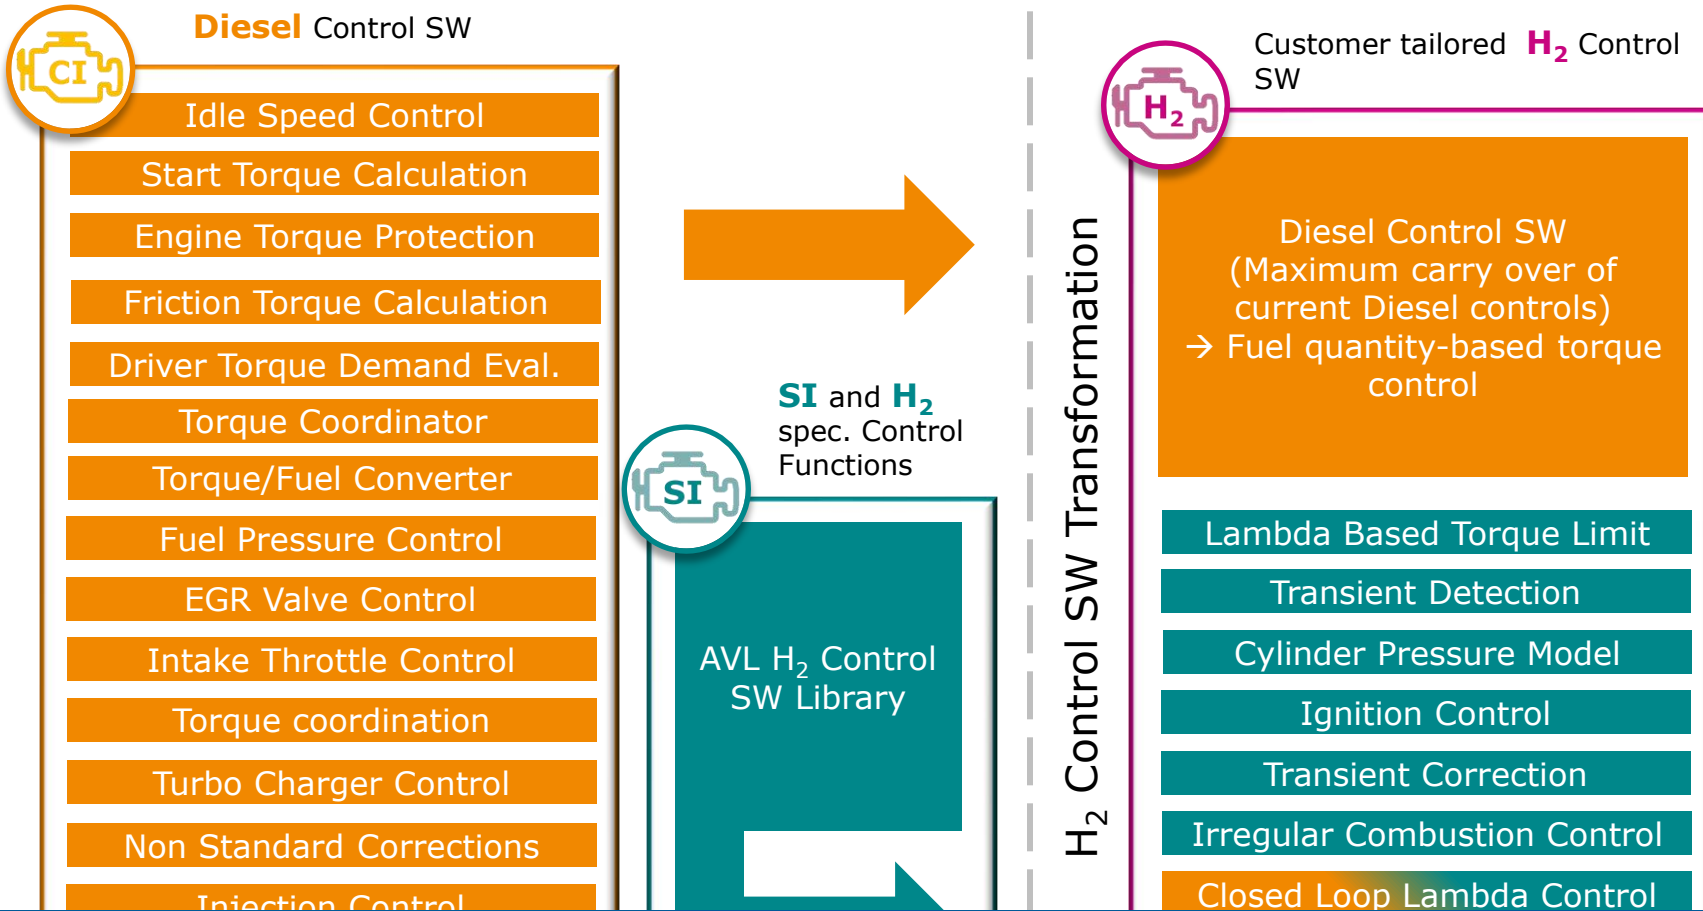 Diesel Control SW
CI
Idle Speed Control
Start Torque Calculation
Engine Torque Protection
Friction Torque Calculation
Driver Torque Demand Eval.
Torque Coordinator
Torque/Fuel Converter
Fuel Pressure Control
EGR Valve Control
Intake Throttle Control
Torque coordination
Turbo Charger Control
Non Standard Corrections
Injection Control
SI and H₂
spec. Control
Functions
SI
AVL H₂ Control
SW Library
H₂ Control SW Transformation
Customer tailored H₂ Control
SW
H₂
Diesel Control SW
(Maximum carry over of
current Diesel controls)
→ Fuel quantity-based torque
control
Lambda Based Torque Limit
Transient Detection
Cylinder Pressure Model
Ignition Control
Transient Correction
Irregular Combustion Control
Closed Loop Lambda Control